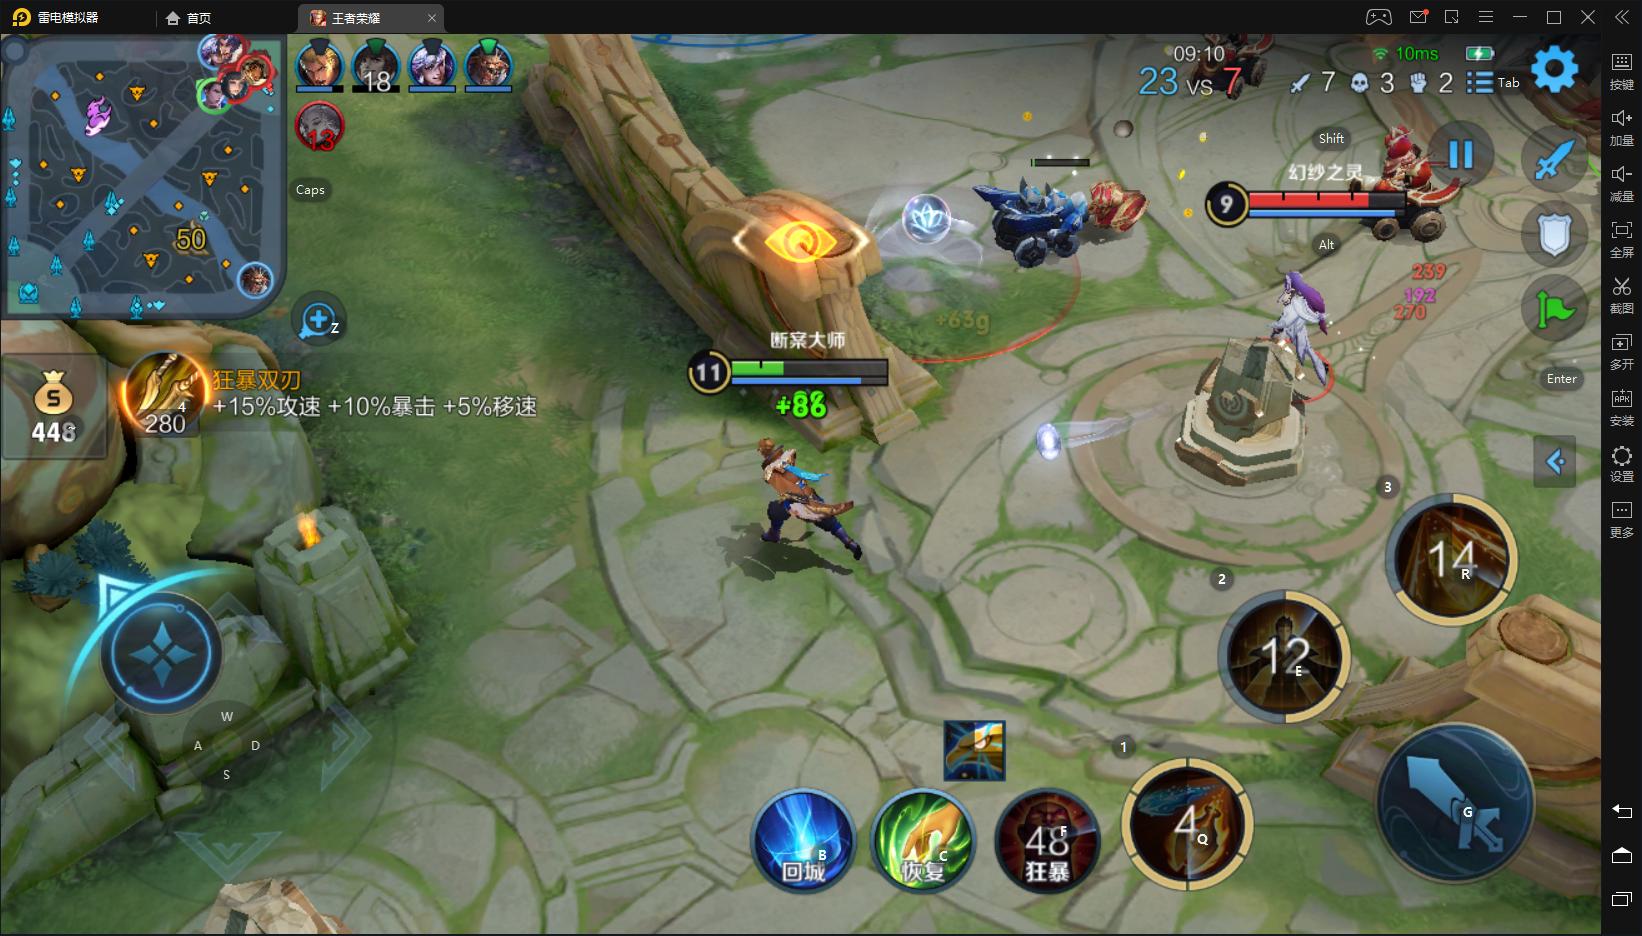 雷电模拟器
首页
王者荣耀
09:10
10ms
23 vs 7
7 3 2
Tab
18
13
Caps
Shift
幻纱之灵
9
Alt
239
192
270
50
Z
+63g
断案大师
11
+86
狂暴双刃
+15%攻速 +10%暴击 +5%移速
4
280
S
448
Enter
3
14
R
2
12
E
W
A
D
S
1
4
Q
G
B
回城
C
恢复
48
F
狂暴
按键
加量
减量
全屏
截图
多开
APK
安装
设置
更多